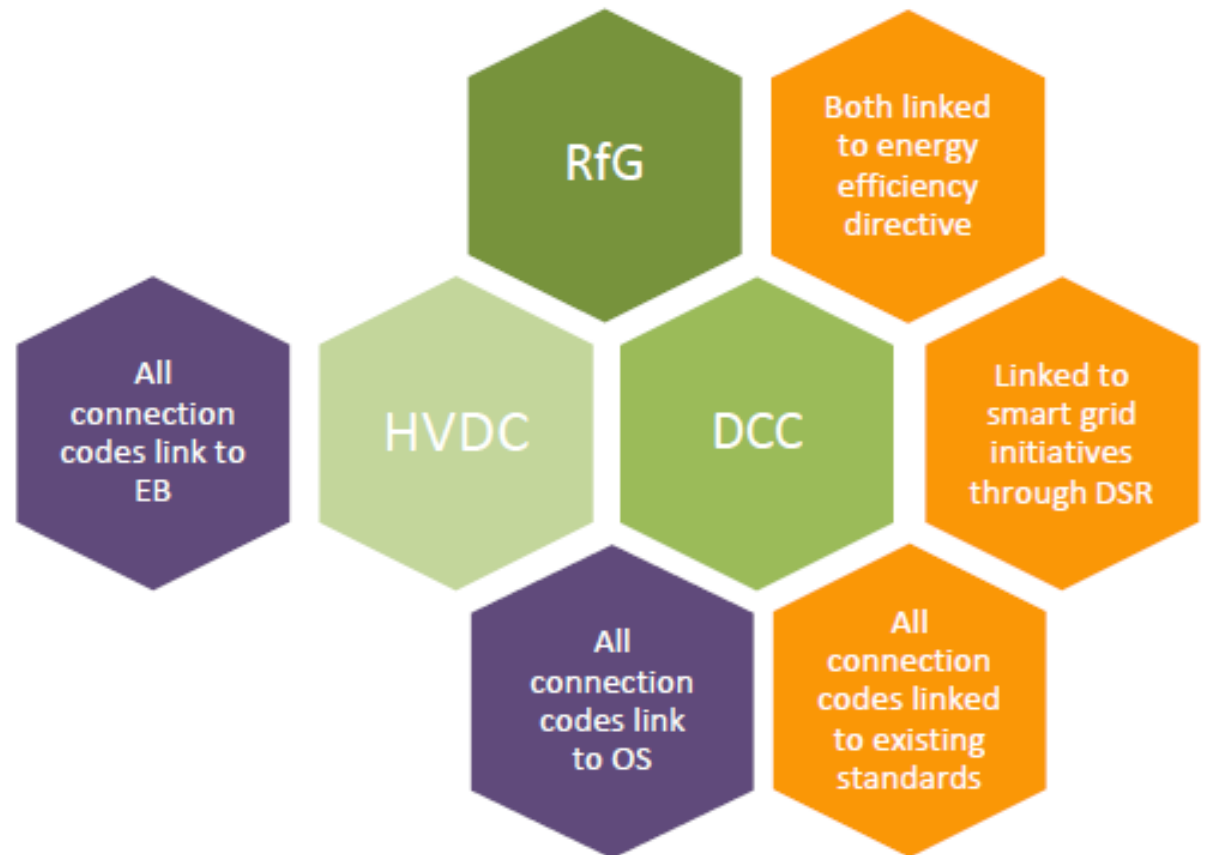 RfG
Both linked
to energy
efficiency
directive
All
connection
codes link to
EB
HVDC
DCC
Linked to
smart grid
initiatives
through DSR
All
connection
codes link
to OS
All
connection
codes linked
to existing
standards